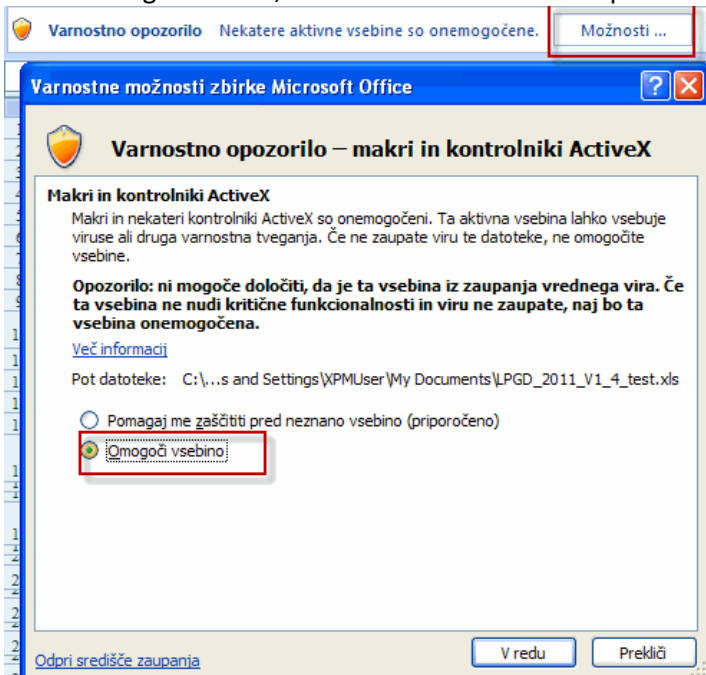 Varnostno opozorilo Nekatere aktivne vsebine so onemogočene. Možnosti ...
Varnostne možnosti zbirke Microsoft Office
Varnostno opozorilo – makri in kontrolniki ActiveX
Makri in kontrolniki ActiveX
Makri in nekateri kontrolniki ActiveX so onemogočeni. Ta aktivna vsebina lahko vsebuje
viruse ali druga varnostna tveganja. Če ne zaupate viru te datoteke, ne omogočite
vsebine.
Opozorilo: ni mogoče določiti, da je ta vsebina iz zaupanja vrednega vira. Če
ta vsebina ne nudi kritične funkcionalnosti in viru ne zaupate, naj bo ta
vsebina onemogočena.
Več informacij
Pot datoteke: C:\...s and Settings\XPMUser\My Documents\LPGD_2011_V1_4_test.xls
Pomagaj me zaščititi pred neznano vsebino (priporočeno)
Omogoči vsebino
Odpri središče zaupanja
V redu Prekliči